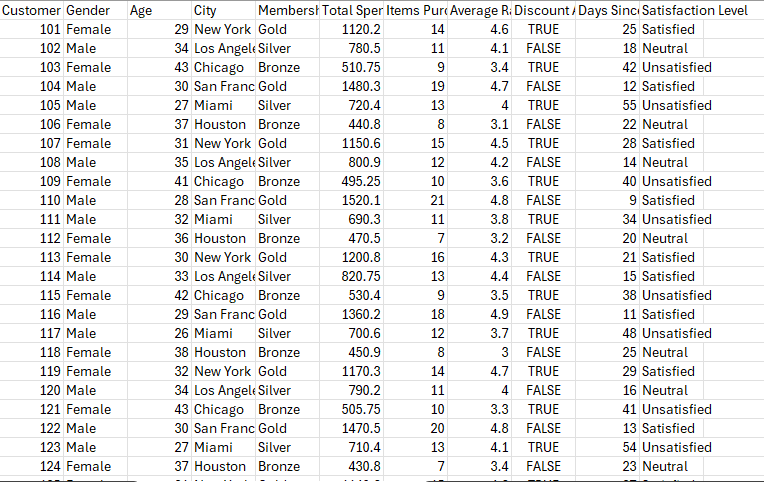 Customer Gender Age City Membersh Total Spen Items Purc Average Ra Discount A Days Since Satisfaction Level
101 Female 29 New York Gold 1120.2 14 4.6 TRUE 25 Satisfied
102 Male 34 Los Angele Silver 780.5 11 4.1 FALSE 18 Neutral
103 Female 43 Chicago Bronze 510.75 9 3.4 TRUE 42 Unsatisfied
104 Male 30 San Franc Gold 1480.3 19 4.7 FALSE 12 Satisfied
105 Male 27 Miami Silver 720.4 13 4 TRUE 55 Unsatisfied
106 Female 37 Houston Bronze 440.8 8 3.1 FALSE 22 Neutral
107 Female 31 New York Gold 1150.6 15 4.5 TRUE 28 Satisfied
108 Male 35 Los Angele Silver 800.9 12 4.2 FALSE 14 Neutral
109 Female 41 Chicago Bronze 495.25 10 3.6 TRUE 40 Unsatisfied
110 Male 28 San Franc Gold 1520.1 21 4.8 FALSE 9 Satisfied
111 Male 32 Miami Silver 690.3 11 3.8 TRUE 34 Unsatisfied
112 Female 36 Houston Bronze 470.5 7 3.2 FALSE 20 Neutral
113 Female 30 New York Gold 1200.8 16 4.3 TRUE 21 Satisfied
114 Male 33 Los Angele Silver 820.75 13 4.4 FALSE 15 Satisfied
115 Female 42 Chicago Bronze 530.4 9 3.5 TRUE 38 Unsatisfied
116 Male 29 San Franc Gold 1360.2 18 4.9 FALSE 11 Satisfied
117 Male 26 Miami Silver 700.6 12 3.7 TRUE 48 Unsatisfied
118 Female 38 Houston Bronze 450.9 8 3 FALSE 25 Neutral
119 Female 32 New York Gold 1170.3 14 4.7 TRUE 29 Satisfied
120 Male 34 Los Angele Silver 790.2 11 4 FALSE 16 Neutral
121 Female 43 Chicago Bronze 505.75 10 3.3 TRUE 41 Unsatisfied
122 Male 30 San Franc Gold 1470.5 20 4.8 FALSE 13 Satisfied
123 Male 27 Miami Silver 710.4 13 4.1 TRUE 54 Unsatisfied
124 Female 37 Houston Bronze 430.8 7 3.4 FALSE 23 Neutral